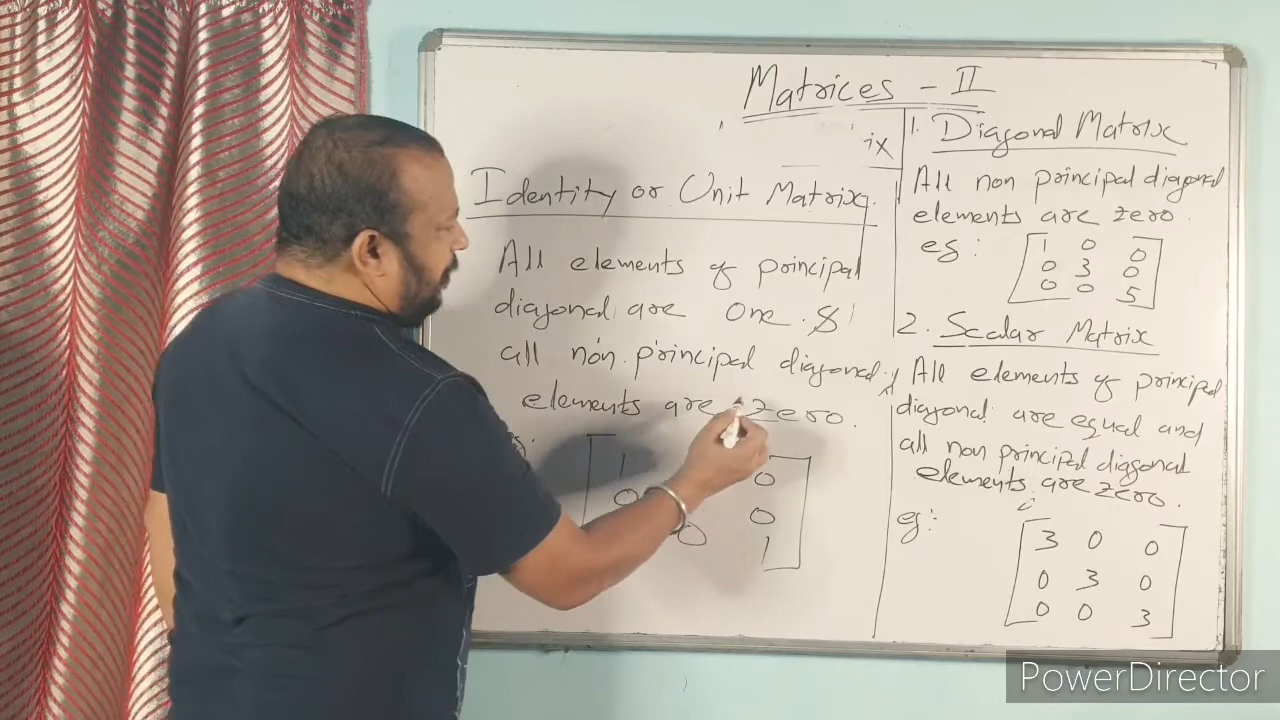 Matrices - II
ix
Identity or Unit Matrix.
All elements of principal
diagonal are One &
all non principal diagonal
elements are zero.
1 0
0 0
0 1
1. Diagonal Matrix
All non principal diagonal
elements are zero.
eg:
1 0 0
0 3 0
0 0 5
2. Scalar Matrix
All elements of principal
diagonal are equal and
all non principal diagonal
elements are zero.
eg:
3 0 0
0 3 0
0 0 3
PowerDirector